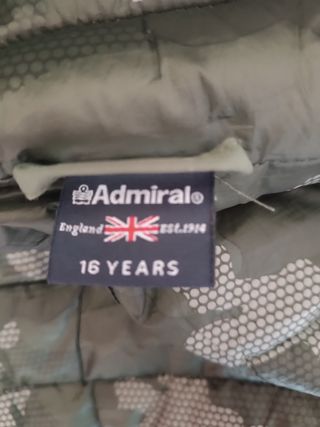 Admiral®
England Est.1914
16 YEARS